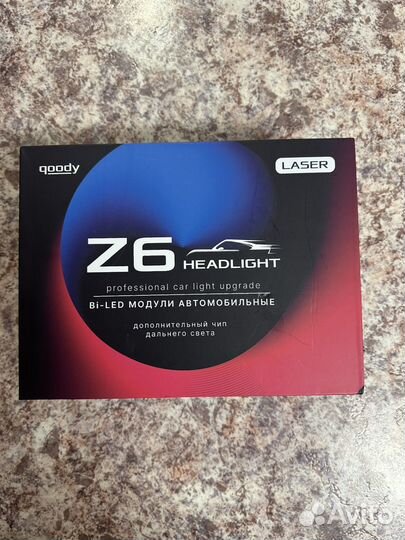 qoody
LASER
Z6 HEADLIGHT
professional car light upgrade
Bi-LED МОДУЛИ АВТОМОБИЛЬНЫЕ
дополнительный чип
дальнего света
Avito